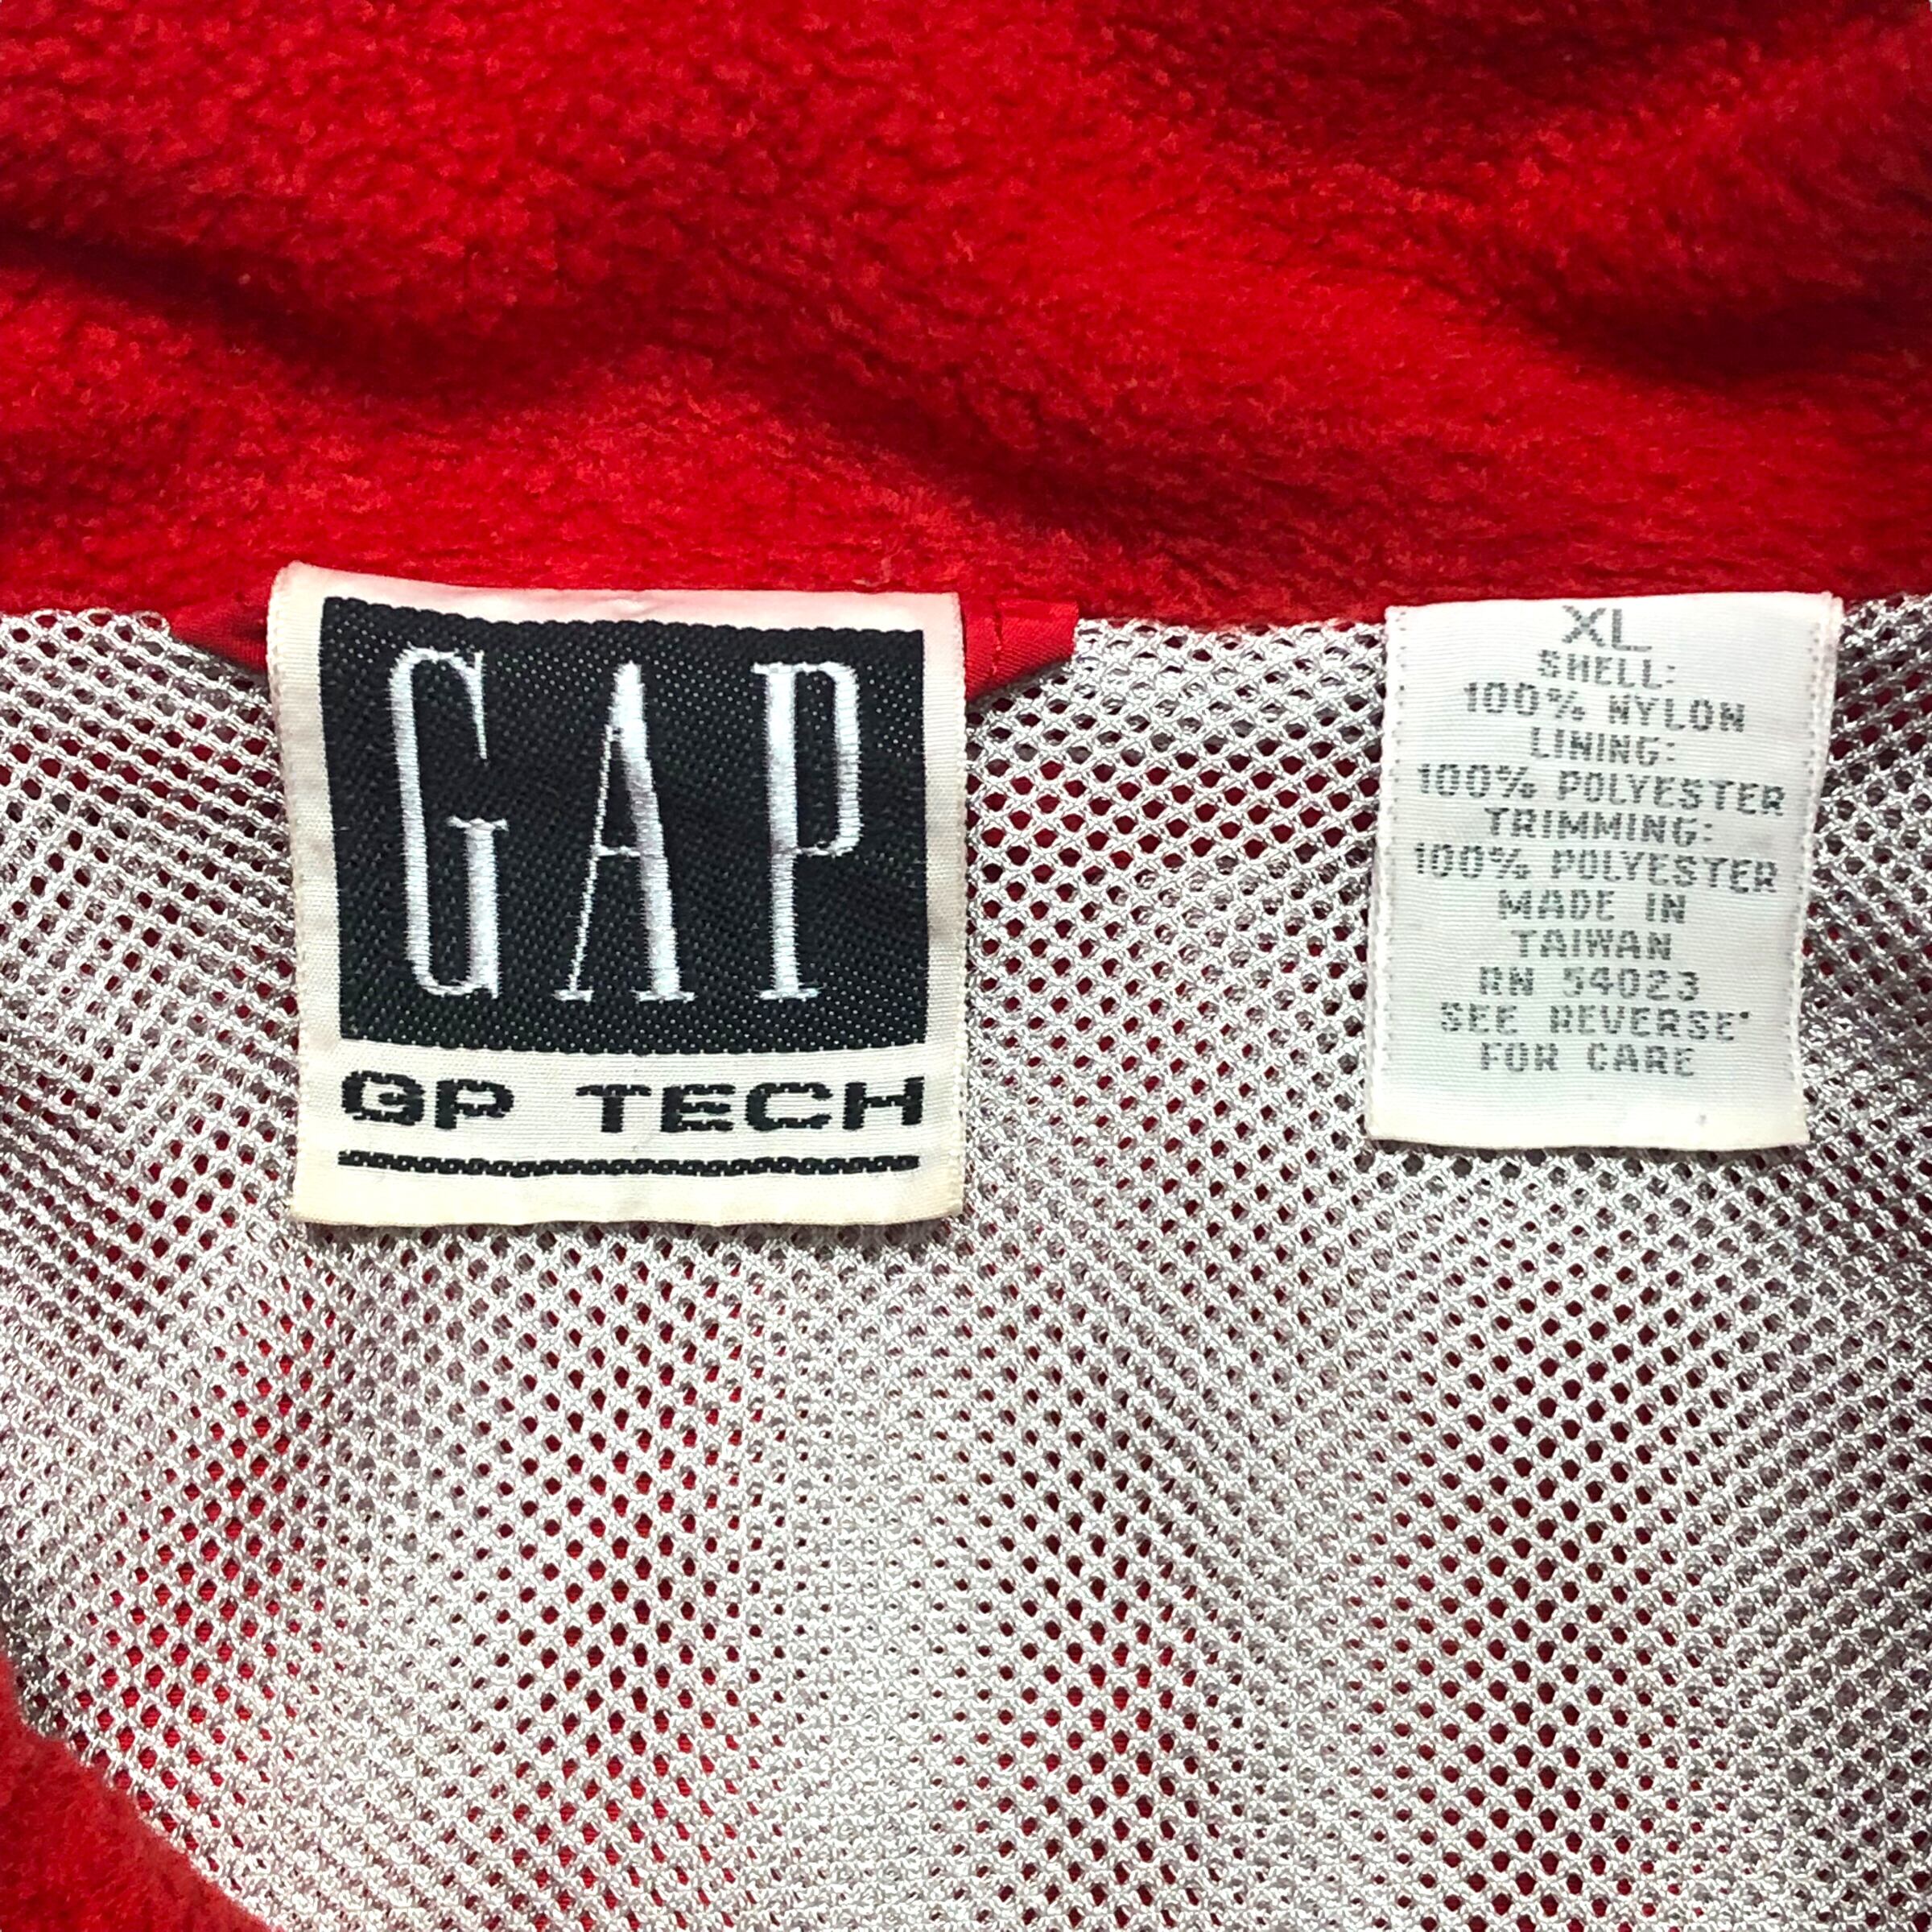 GAP
GP TECH
XL
SHELL:
100% NYLON
LINING:
100% POLYESTER
TRIMMING:
100% POLYESTER
MADE IN
TAIWAN
RN 54023
SEE REVERSE
FOR CARE